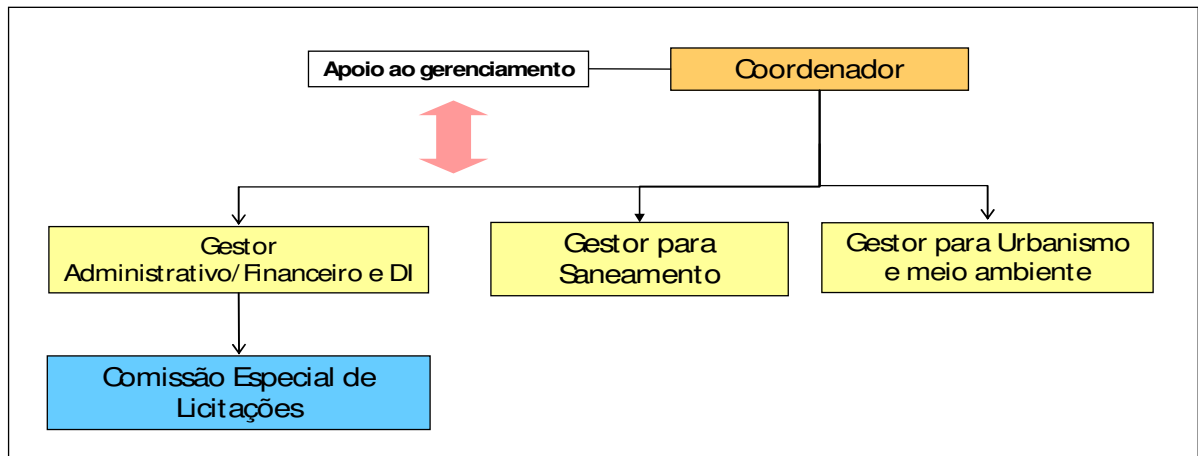 Apoio ao gerenciamento
Coordenador
Gestor
Administrativo/Financeiro e DI
Gestor para
Saneamento
Gestor para Urbanismo
e meio ambiente
Comissão Especial de
Licitações